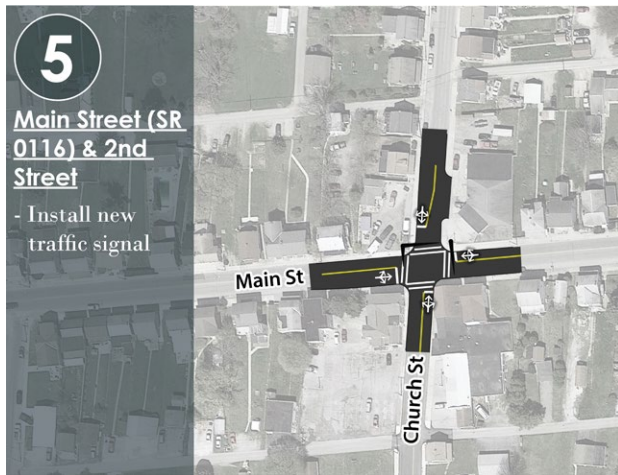 5
Main Street (SR
0116) & 2nd
Street
- Install new
traffic signal
Main St
Church St